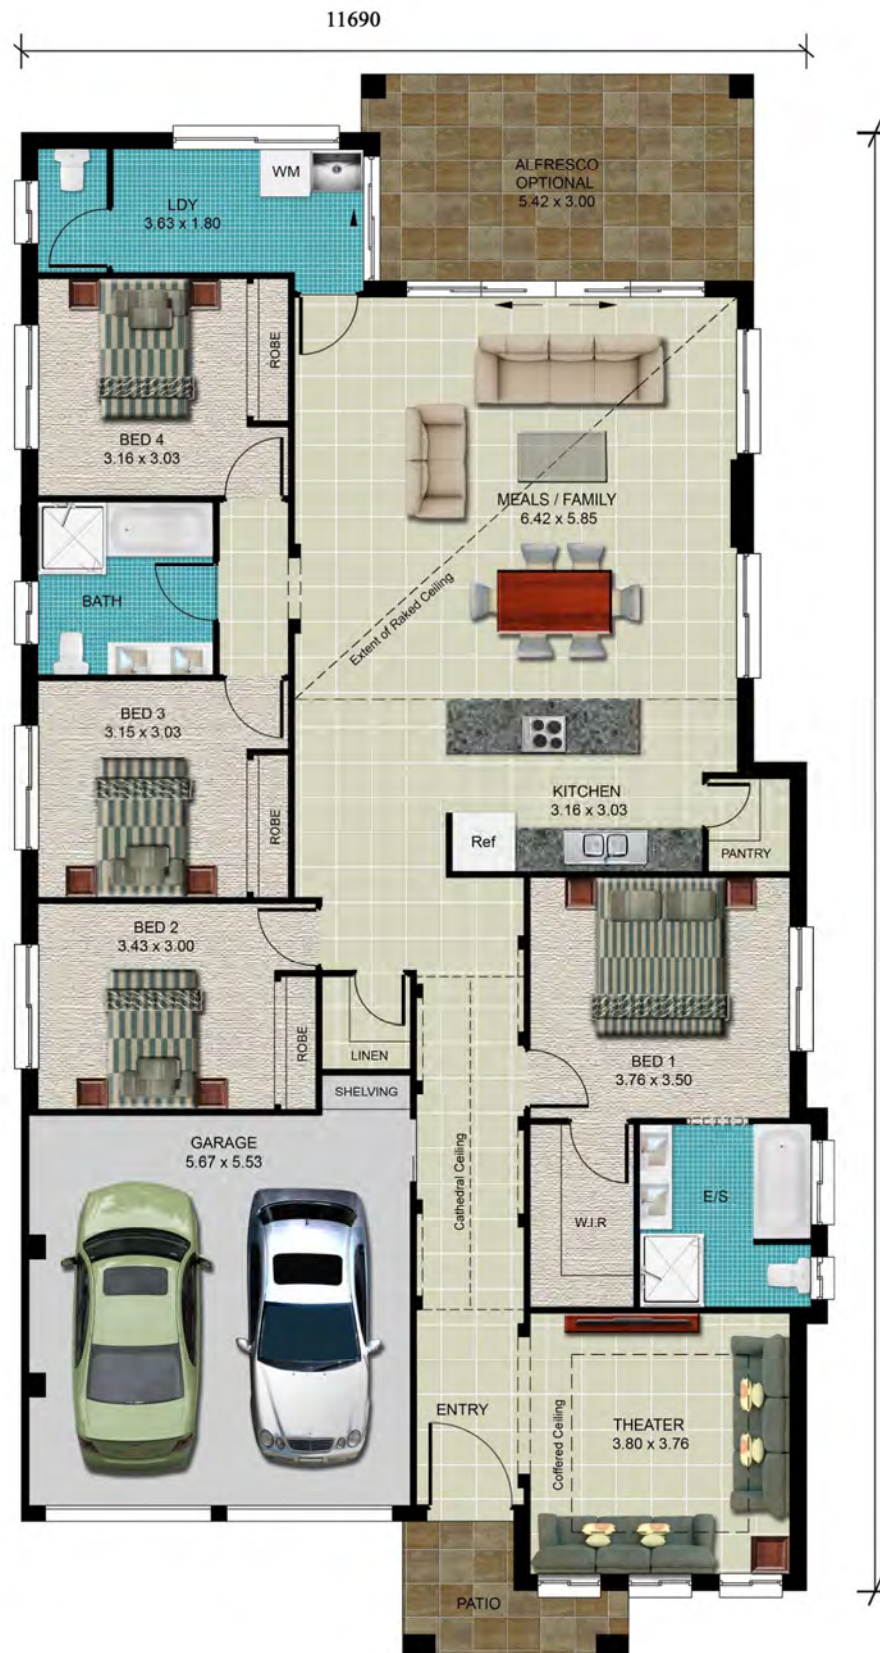 11690
ALFRESCO
OPTIONAL
5.42 x 3.00
WM
LDY
3.63 x 1.80
ROBE
BED 4
3.16 x 3.03
MEALS / FAMILY
6.42 x 5.85
BATH
Extent of Raked Ceiling
BED 3
3.15 x 3.03
ROBE
KITCHEN
3.16 x 3.03
Ref
PANTRY
BED 2
3.43 x 3.00
ROBE
LINEN
BED 1
3.76 x 3.50
SHELVING
GARAGE
5.67 x 5.53
Cathedral Ceiling
W.I.R
E/S
ENTRY
Coffered Ceiling
THEATER
3.80 x 3.76
PATIO